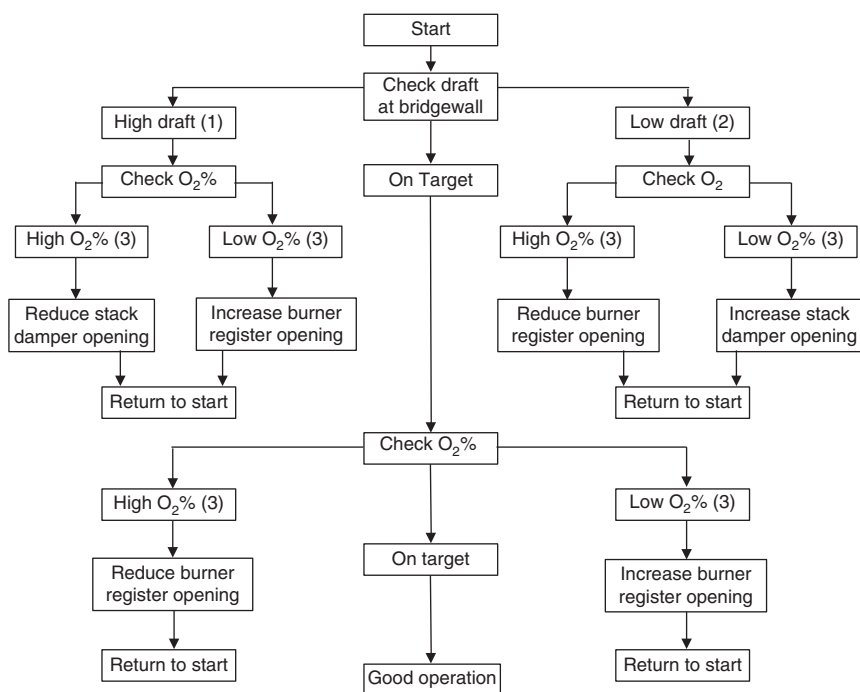 Start
Check draft
at bridgewall
High draft (1)
Low draft (2)
Check O₂%
On Target
Check O₂
High O₂% (3)
Low O₂% (3)
High O₂% (3)
Low O₂% (3)
Reduce stack
damper opening
Increase burner
register opening
Reduce burner
register opening
Increase stack
damper opening
Return to start
Return to start
Check O₂%
High O₂% (3)
Low O₂% (3)
On target
Reduce burner
register opening
Increase burner
register opening
Return to start
Good operation
Return to start